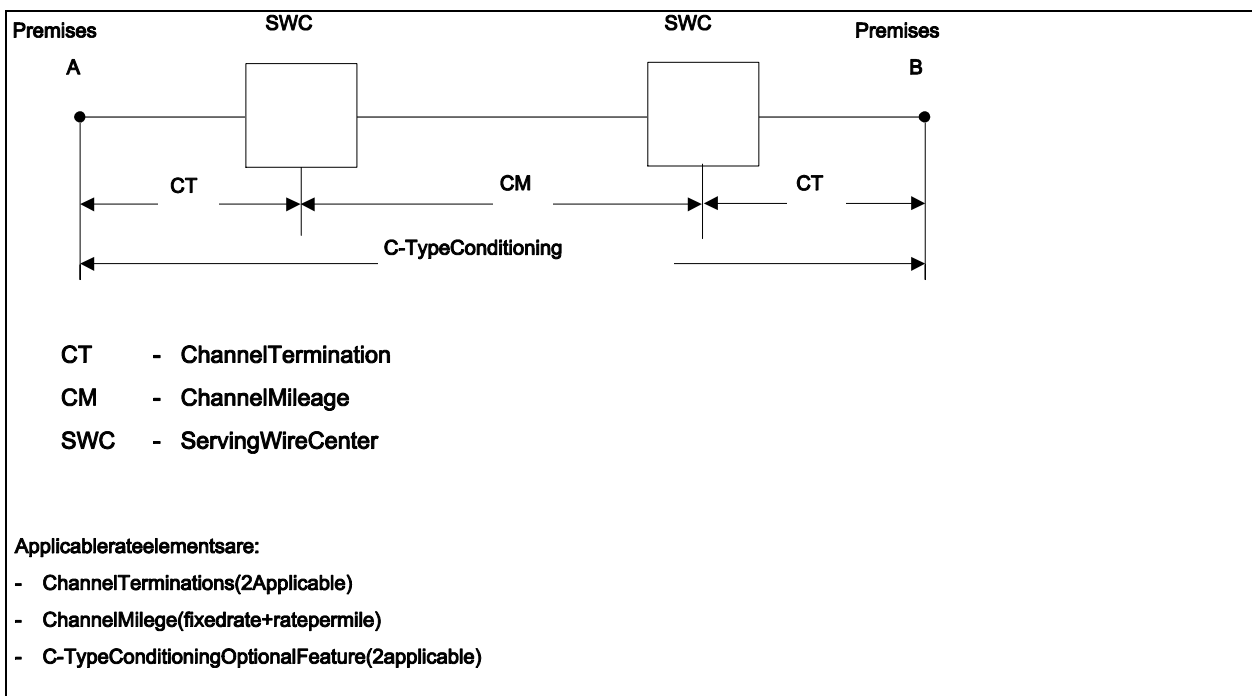 Premises SWC SWC Premises
A B
CT CM CT
C-TypeConditioning
CT - ChannelTermination
CM - ChannelMileage
SWC - ServingWireCenter
Applicablerateelementsare:
- ChannelTerminations(2Applicable)
- ChannelMilege(fixedrate+ratepermile)
- C-TypeConditioningOptionalFeature(2applicable)